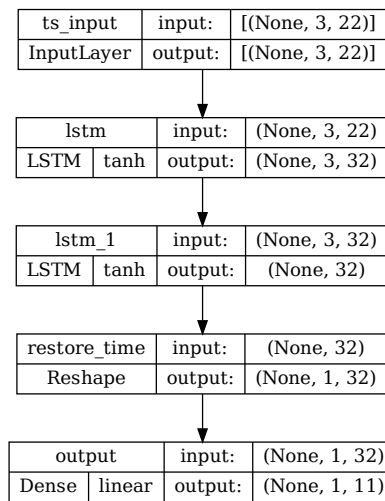 ts_input input: [(None, 3, 22)]
InputLayer output: [(None, 3, 22)]
lstm input: (None, 3, 22)
LSTM tanh output: (None, 3, 32)
lstm_1 input: (None, 3, 32)
LSTM tanh output: (None, 32)
restore_time input: (None, 32)
Reshape output: (None, 1, 32)
output input: (None, 1, 32)
Dense linear output: (None, 1, 11)